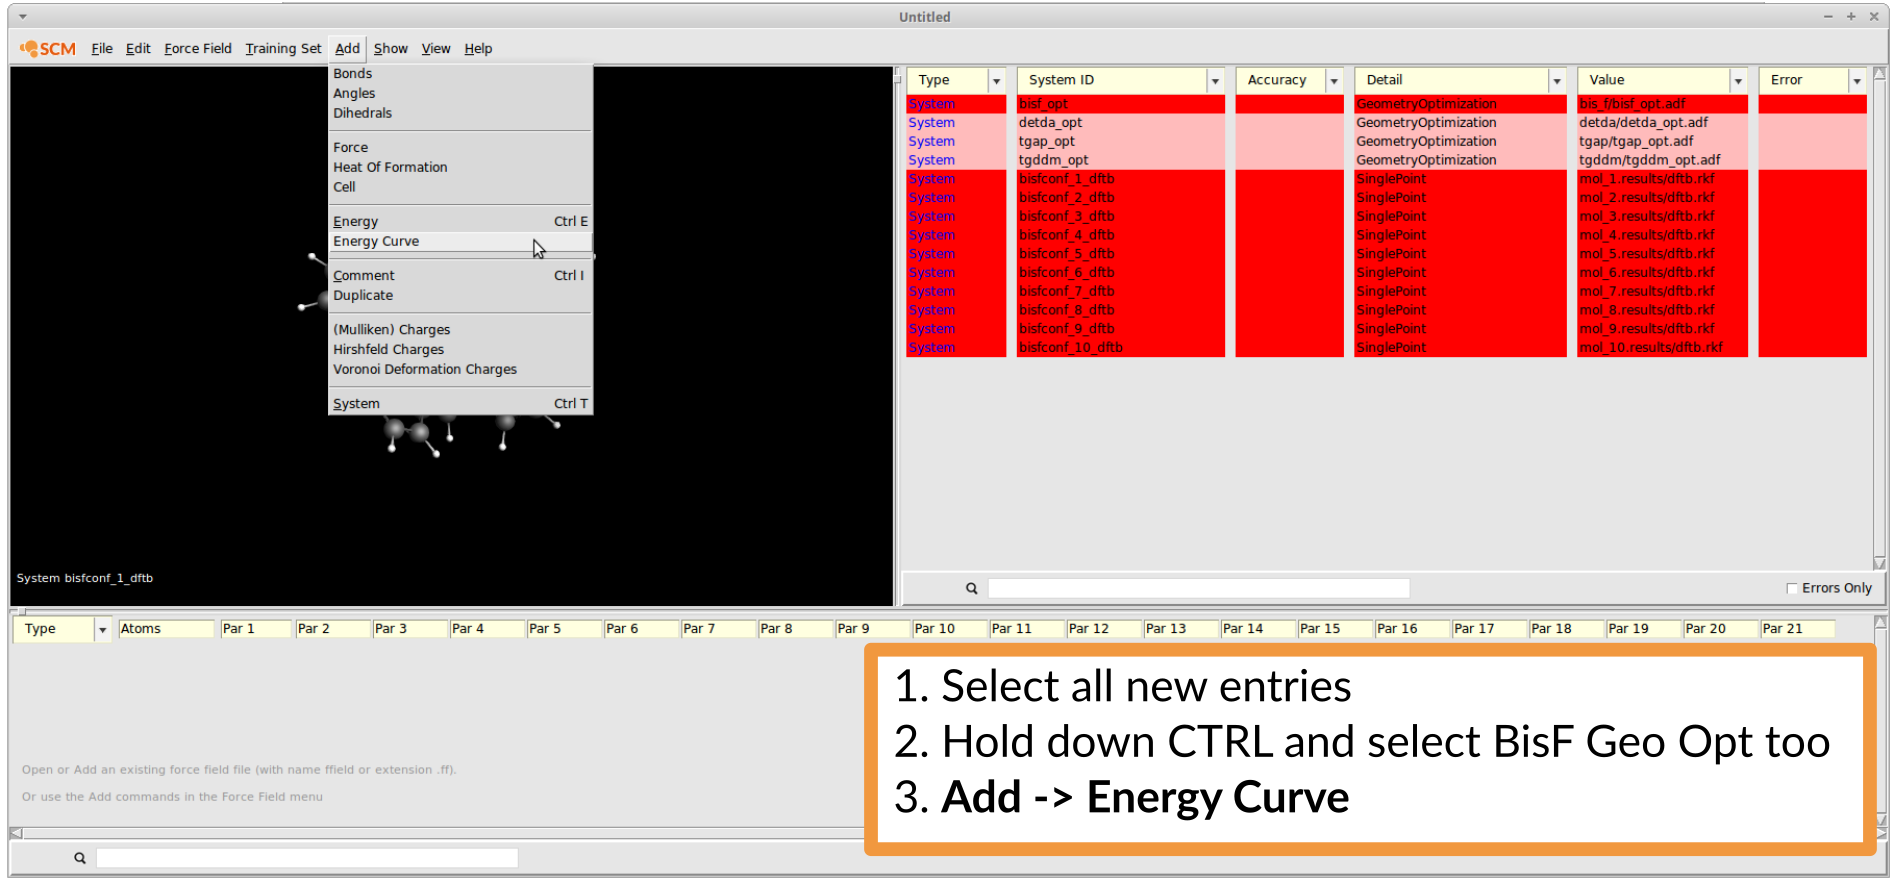 Untitled
SCM File Edit Force Field Training Set Add Show View Help
Bonds
Angles
Dihedrals
Force
Heat Of Formation
Cell
Energy Ctrl E
Energy Curve
Comment Ctrl I
Duplicate
(Mulliken) Charges
Hirshfeld Charges
Voronoi Deformation Charges
System Ctrl T
System bisfconf_1_dftb
Type System ID Accuracy Detail Value Error
System bisf_opt GeometryOptimization bis_f/bisf_opt.adf
System detda_opt GeometryOptimization detda/detda_opt.adf
System tgap_opt GeometryOptimization tgap/tgap_opt.adf
System tgddm_opt GeometryOptimization tgddm/tgddm_opt.adf
System bisfconf_1_dftb SinglePoint mol_1.results/dftb.rkf
System bisfconf_2_dftb SinglePoint mol_2.results/dftb.rkf
System bisfconf_3_dftb SinglePoint mol_3.results/dftb.rkf
System bisfconf_4_dftb SinglePoint mol_4.results/dftb.rkf
System bisfconf_5_dftb SinglePoint mol_5.results/dftb.rkf
System bisfconf_6_dftb SinglePoint mol_6.results/dftb.rkf
System bisfconf_7_dftb SinglePoint mol_7.results/dftb.rkf
System bisfconf_8_dftb SinglePoint mol_8.results/dftb.rkf
System bisfconf_9_dftb SinglePoint mol_9.results/dftb.rkf
System bisfconf_10_dftb SinglePoint mol_10.results/dftb.rkf
Errors Only
Type Atoms Par 1 Par 2 Par 3 Par 4 Par 5 Par 6 Par 7 Par 8 Par 9 Par 10 Par 11 Par 12 Par 13 Par 14 Par 15 Par 16 Par 17 Par 18 Par 19 Par 20 Par 21
Open or Add an existing force field file (with name ffield or extension .ff).
Or use the Add commands in the Force Field menu
1. Select all new entries
2. Hold down CTRL and select BisF Geo Opt too
3. Add -> Energy Curve